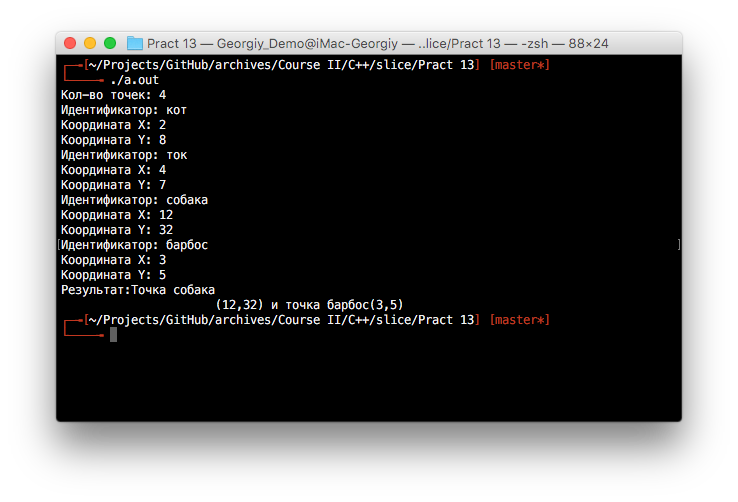 Pract 13 — Georgiy_Demo@iMac-Georgiy — ..lice/Pract 13 — -zsh — 88×24
[~/Projects/GitHub/archives/Course II/C++/slice/Pract 13] [master*]
./a.out
Кол-во точек: 4
Идентификатор: кот
Координата X: 2
Координата Y: 8
Идентификатор: ток
Координата X: 4
Координата Y: 7
Идентификатор: собака
Координата X: 12
Координата Y: 32
Идентификатор: барбос
Координата X: 3
Координата Y: 5
Результат:Точка собака
(12,32) и точка барбос(3,5)
[~/Projects/GitHub/archives/Course II/C++/slice/Pract 13] [master*]